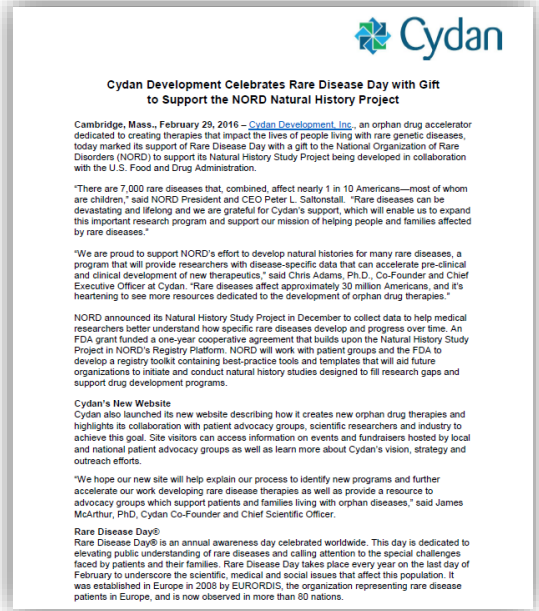 Cydan
Cydan Development Celebrates Rare Disease Day with Gift
to Support the NORD Natural History Project
Cambridge, Mass., February 29, 2016 – Cydan Development, Inc., an orphan drug accelerator
dedicated to creating therapies that impact the lives of people living with rare genetic diseases,
today marked its support of Rare Disease Day with a gift to the National Organization of Rare
Disorders (NORD) to support its Natural History Study Project being developed in collaboration
with the U.S. Food and Drug Administration.
“There are 7,000 rare diseases that, combined, affect nearly 1 in 10 Americans—most of whom
are children,” said NORD President and CEO Peter L. Saltonstall. “Rare diseases can be
devastating and lifelong and we are grateful for Cydan’s support, which will enable us to expand
this important research program and support our mission of helping people and families affected
by rare diseases.”
“We are proud to support NORD’s effort to develop natural histories for many rare diseases, a
program that will provide researchers with disease-specific data that can accelerate pre-clinical
and clinical development of new therapeutics,” said Chris Adams, Ph.D., Co-Founder and Chief
Executive Officer at Cydan. “Rare diseases affect approximately 30 million Americans, and it’s
heartening to see more resources dedicated to the development of orphan drug therapies.”
NORD announced its Natural History Study Project in December to collect data to help medical
researchers better understand how specific rare diseases develop and progress over time. An
FDA grant funded a one-year cooperative agreement that builds upon the Natural History Study
Project in NORD’s Registry Platform. NORD will work with patient groups and the FDA to
develop a registry toolkit containing best-practice tools and templates that will aid future
organizations to initiate and conduct natural history studies designed to fill research gaps and
support drug development programs.
Cydan’s New Website
Cydan also launched its new website describing how it creates new orphan drug therapies and
highlights its collaboration with patient advocacy groups, scientific researchers and industry to
achieve this goal. Site visitors can access information on events and fundraisers hosted by local
and national patient advocacy groups as well as learn more about Cydan’s vision, strategy and
outreach efforts.
“We hope our new site will help explain our process to identify new programs and further
accelerate our work developing rare disease therapies as well as provide a resource to
advocacy groups which support patients and families living with orphan diseases,” said James
McArthur, PhD, Cydan Co-Founder and Chief Scientific Officer.
Rare Disease Day®
Rare Disease Day® is an annual awareness day celebrated worldwide. This day is dedicated to
elevating public understanding of rare diseases and calling attention to the special challenges
faced by patients and their families. Rare Disease Day takes place every year on the last day of
February to underscore the scientific, medical and social issues that affect this population. It
was established in Europe in 2008 by EURORDIS, the organization representing rare disease
patients in Europe, and is now observed in more than 80 nations.